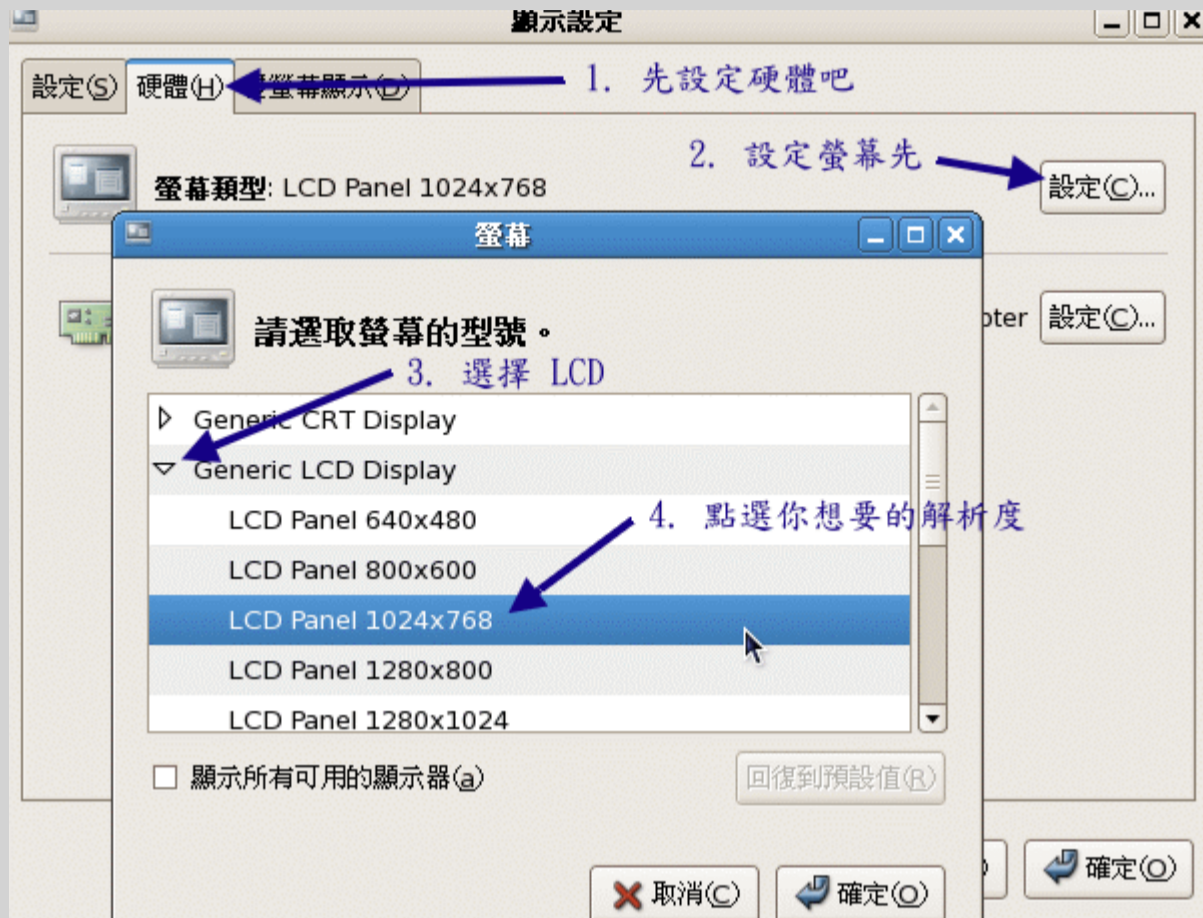 顯示設定
設定(S) 硬體(H) 螢幕顯示(D)
1. 先設定硬體吧
2. 設定螢幕先
螢幕類型: LCD Panel 1024x768
設定(C)...
螢幕
設定(C)...
請選取螢幕的型號。
3. 選擇 LCD
Generic CRT Display
Generic LCD Display
LCD Panel 640x480
4. 點選你想要的解析度
LCD Panel 800x600
LCD Panel 1024x768
LCD Panel 1280x800
LCD Panel 1280x1024
顯示所有可用的顯示器(a)
回復到預設值(R)
確定(O)
取消(C) 確定(O)